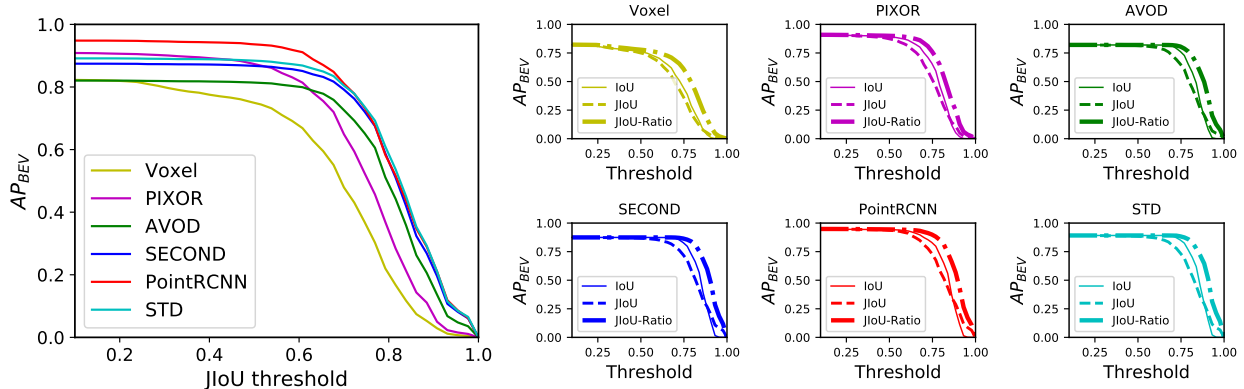 1.0
0.8
0.6
0.4
0.2
0.0
AP_BEV
Voxel
PIXOR
AVOD
SECOND
PointRCNN
STD
0.2 0.4 0.6 0.8 1.0
JIoU threshold
Voxel
1.00
0.75
0.50
0.25
0.00
AP_BEV
IoU
JIoU
JIoU-Ratio
0.25 0.50 0.75 1.00
Threshold
PIXOR
1.00
0.75
0.50
0.25
0.00
AP_BEV
IoU
JIoU
JIoU-Ratio
0.25 0.50 0.75 1.00
Threshold
AVOD
1.00
0.75
0.50
0.25
0.00
AP_BEV
IoU
JIoU
JIoU-Ratio
0.25 0.50 0.75 1.00
Threshold
SECOND
1.00
0.75
0.50
0.25
0.00
AP_BEV
IoU
JIoU
JIoU-Ratio
0.25 0.50 0.75 1.00
Threshold
PointRCNN
1.00
0.75
0.50
0.25
0.00
AP_BEV
IoU
JIoU
JIoU-Ratio
0.25 0.50 0.75 1.00
Threshold
STD
1.00
0.75
0.50
0.25
0.00
AP_BEV
IoU
JIoU
JIoU-Ratio
0.25 0.50 0.75 1.00
Threshold